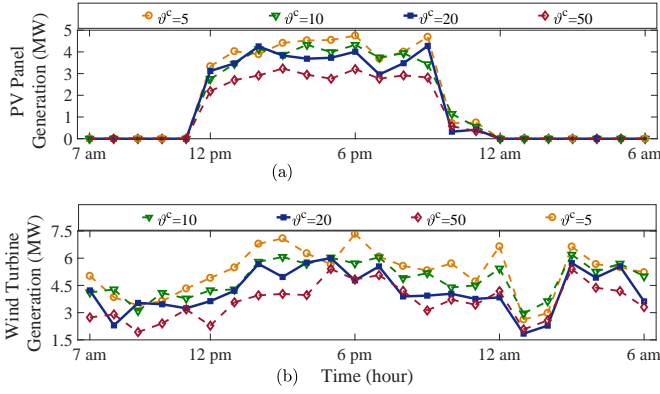 ϑᶜ=5 ϑᶜ=10 ϑᶜ=20 ϑᶜ=50
PV Panel
Generation (MW)
5
4
3
2
1
0
7 am 12 pm 6 pm 12 am 6 am
(a)
ϑᶜ=10 ϑᶜ=20 ϑᶜ=50 ϑᶜ=5
Wind Turbine
Generation (MW)
7.5
6
4.5
3
1.5
7 am 12 pm 6 pm 12 am 6 am
(b) Time (hour)